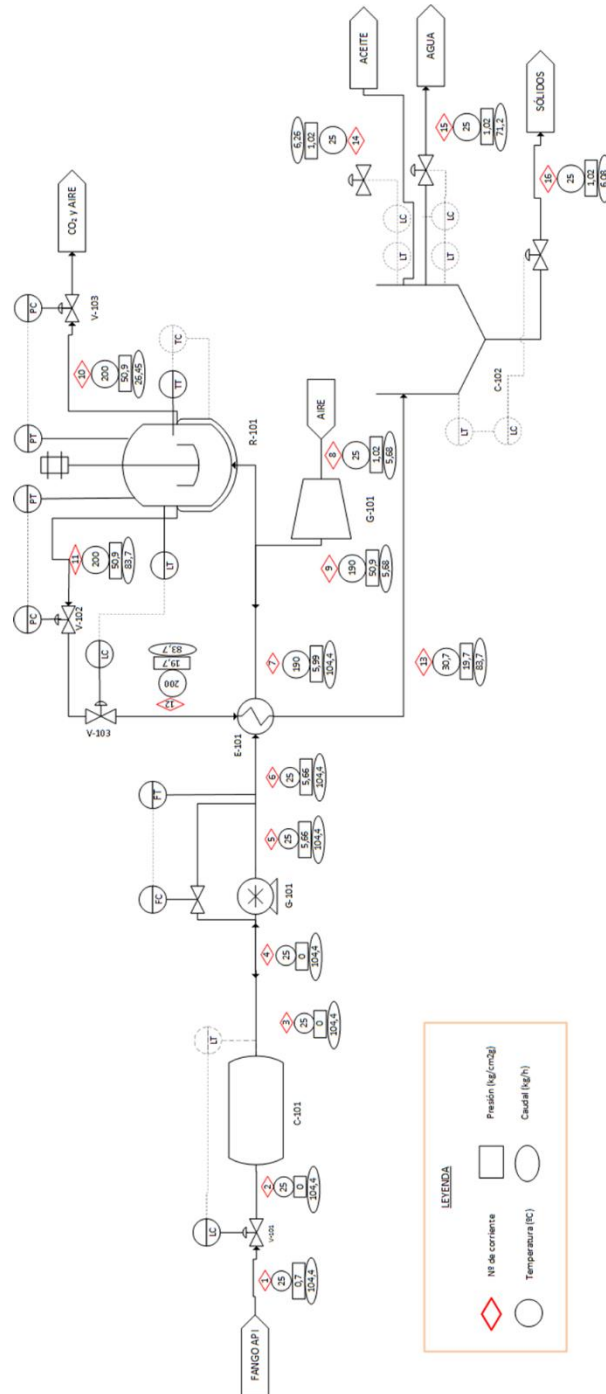 FANGO API
1
25
0,7
104,4
LC
V-101
2
25
0
104,4
C-101
LT
3
25
0
104,4
4
25
0
104,4
FC
FT
G-101
5
25
5,66
104,4
6
25
5,66
104,4
E-101
7
190
5,99
104,4
V-103
LC
12
200
19,7
83,7
PC
V-102
11
200
50,9
83,7
PT
PT
LT
TT
TC
R-101
10
200
50,9
26,45
PC
V-103
CO₂ y AIRE
AIRE
8
25
1,02
5,68
G-101
9
190
50,9
5,68
13
30,7
19,7
83,7
C-102
LT
LC
LT
LC
LT
LC
6,26
1,02
25
14
ACEITE
AGUA
15
25
1,02
71,2
SÓLIDOS
16
25
1,02
6,08
LEYENDA
Nº de corriente
Presión (kg/cm2g)
Temperatura (ºC)
Caudal (kg/h)